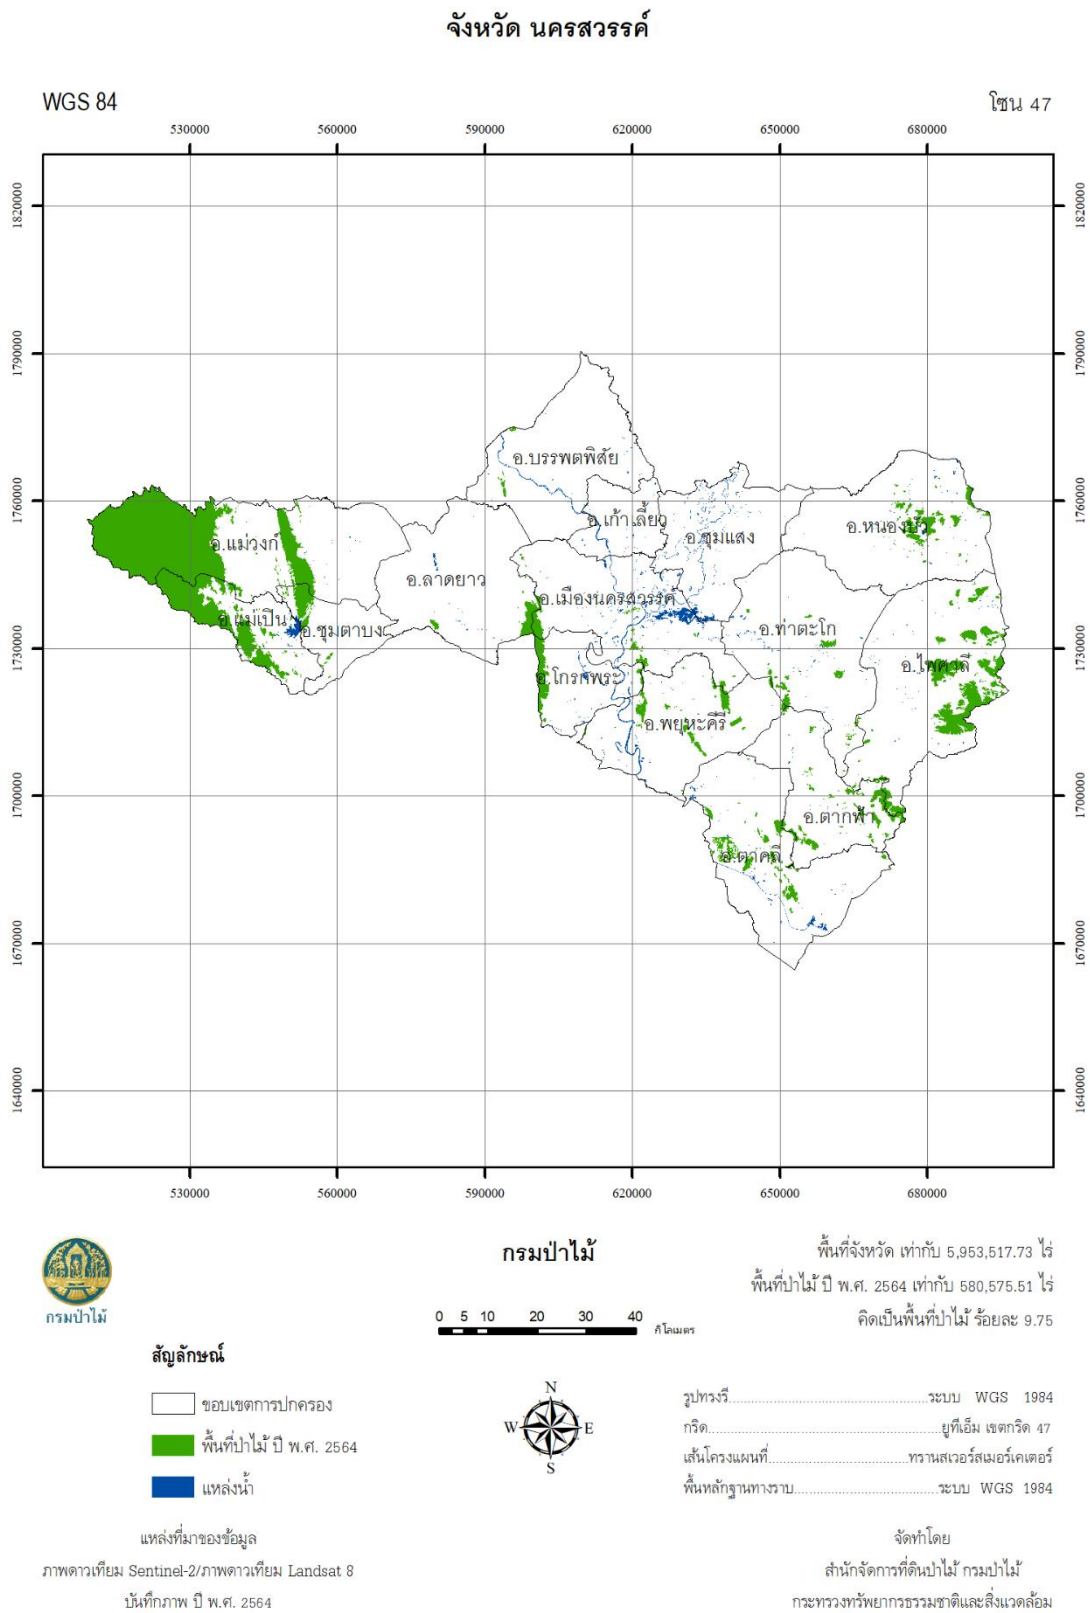 จังหวัด นครสวรรค์
WGS 84
โซน 47
530000 560000 590000 620000 650000 680000
1820000 1820000
1790000 1790000
อ.บรรพตพิสัย
1760000 1760000
อ.เก้าเลี้ยว
อ.หนองบัว
อ.ชุมแสง
อ.แม่วงก์
อ.ลาดยาว
อ.เมืองนครสวรรค์
อ.แม่เปิน
อ.ชุมตาบง
อ.ท่าตะโก
1730000 1730000
อ.ไพศาลี
อ.โกรกพระ
อ.พยุหะคีรี
1700000 1700000
อ.ตากฟ้า
อ.ตาคลี
1670000 1670000
1640000 1640000
530000 560000 590000 620000 650000 680000
กรมป่าไม้
กรมป่าไม้
พื้นที่จังหวัด เท่ากับ 5,953,517.73 ไร่
พื้นที่ป่าไม้ ปี พ.ศ. 2564 เท่ากับ 580,575.51 ไร่
คิดเป็นพื้นที่ป่าไม้ ร้อยละ 9.75
0 5 10 20 30 40
กิโลเมตร
สัญลักษณ์
ขอบเขตการปกครอง
พื้นที่ป่าไม้ ปี พ.ศ. 2564
แหล่งน้ำ
N
W E
S
รูปทรงรี........................ระบบ WGS 1984
กริด........................ยูทีเอ็ม เขตกริด 47
เส้นโครงแผนที่........................ทรานสเวอร์สเมอร์เคเตอร์
พื้นหลักฐานทางราบ........................ระบบ WGS 1984
แหล่งที่มาของข้อมูล
ภาพดาวเทียม Sentinel-2/ภาพดาวเทียม Landsat 8
บันทึกภาพ ปี พ.ศ. 2564
จัดทำโดย
สำนักจัดการที่ดินป่าไม้ กรมป่าไม้
กระทรวงทรัพยากรธรรมชาติและสิ่งแวดล้อม